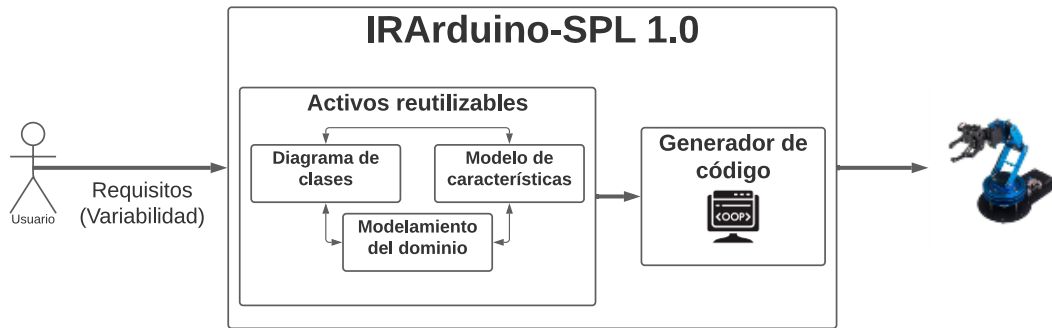 IRArduino-SPL 1.0
Activos reutilizables
Diagrama de
clases
Modelo de
características
Modelamiento
del dominio
Generador de
código
<OOP>
Requisitos
(Variabilidad)
Usuario